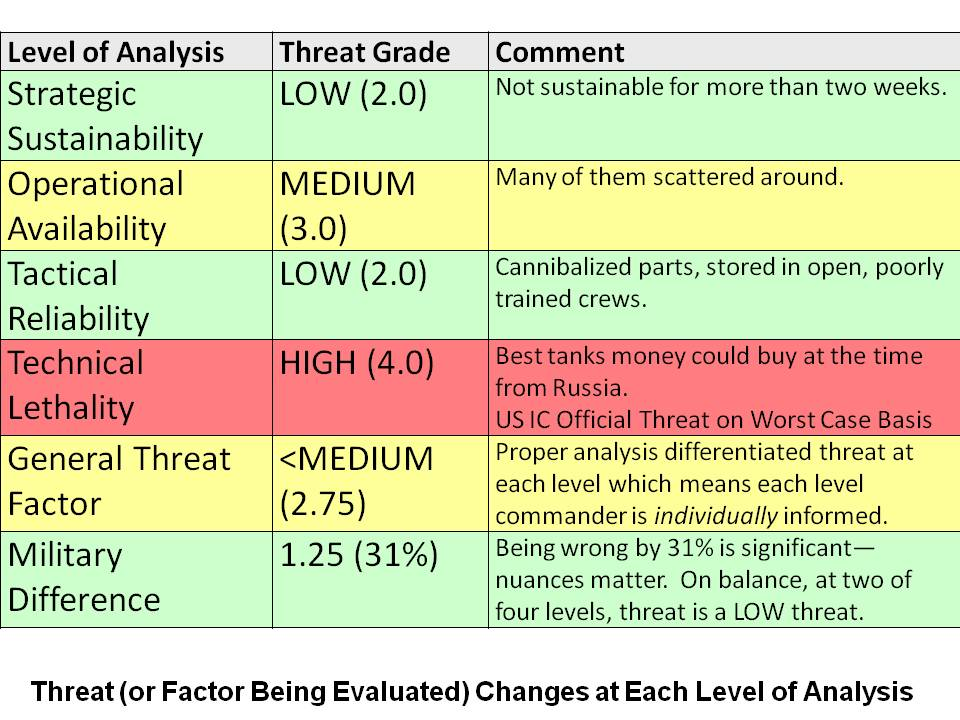 Level of Analysis Threat Grade Comment
Strategic Sustainability LOW (2.0) Not sustainable for more than two weeks.
Operational Availability MEDIUM (3.0) Many of them scattered around.
Tactical Reliability LOW (2.0) Cannibalized parts, stored in open, poorly trained crews.
Technical Lethality HIGH (4.0) Best tanks money could buy at the time from Russia.
US IC Official Threat on Worst Case Basis
General Threat Factor <MEDIUM (2.75) Proper analysis differentiated threat at each level which means each level commander is individually informed.
Military Difference 1.25 (31%) Being wrong by 31% is significant—nuances matter.  On balance, at two of four levels, threat is a LOW threat.
Threat (or Factor Being Evaluated) Changes at Each Level of Analysis